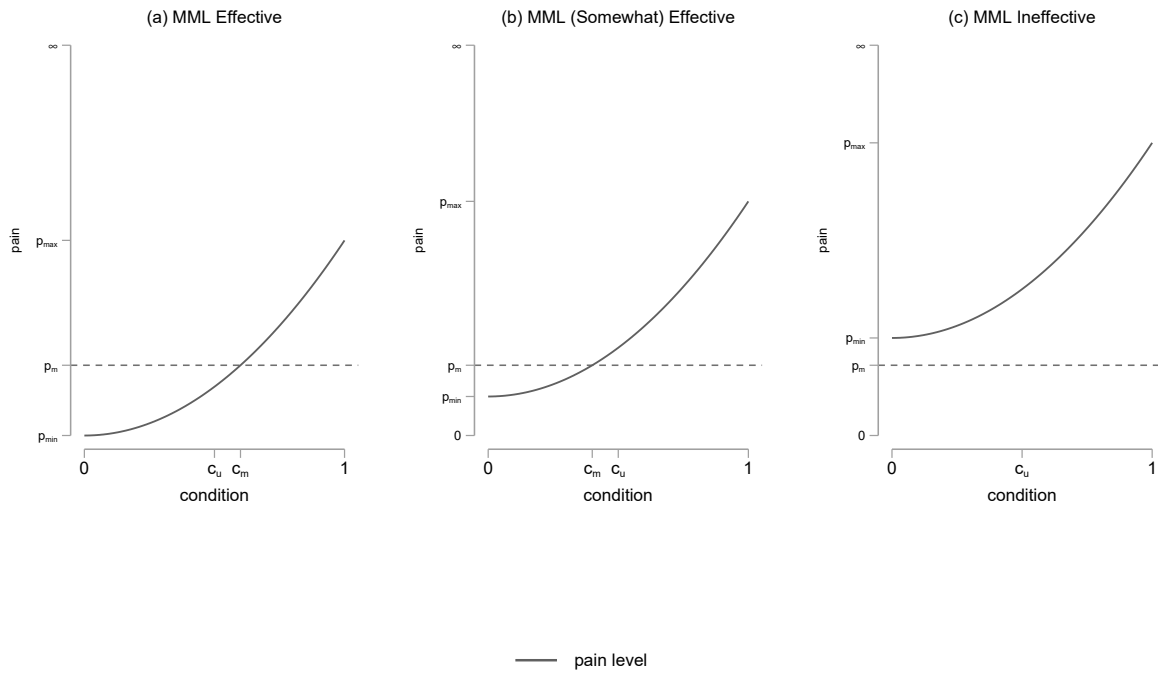 (a) MML Effective
∞
pain
pmax
pm
pmin
0
cu
cm
1
condition
(b) MML (Somewhat) Effective
∞
pain
pmax
pm
pmin
0
0
cm
cu
1
condition
(c) MML Ineffective
∞
pain
pmax
pmin
pm
0
0
cu
1
condition
pain level